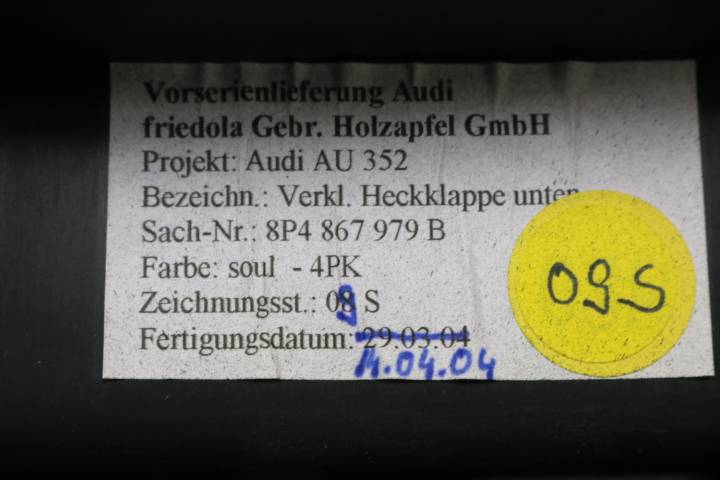 Vorserienlieferung Audi
friedola Gebr. Holzapfel GmbH
Projekt: Audi AU 352
Bezeichn.: Verkl. Heckklappe unten
Sach-Nr.: 8P4 867 979 B
Farbe: soul - 4PK
Zeichnungsst.: 08 S
9
Fertigungsdatum: 29.03.04
14.04.04
09S